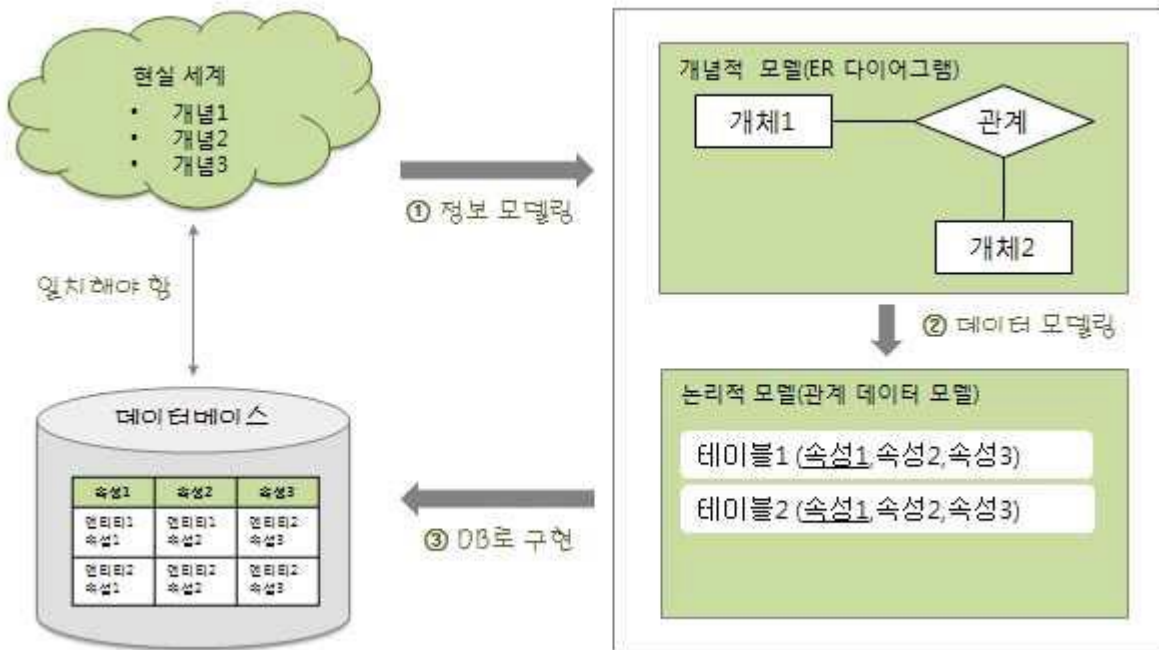 현실 세계
• 개념1
• 개념2
• 개념3
① 정보 모델링
개념적 모델(ER 다이어그램)
개체1
관계
개체2
② 데이터 모델링
논리적 모델(관계 데이터 모델)
테이블1 (속성1,속성2,속성3)
테이블2 (속성1,속성2,속성3)
③ DB로 구현
일치해야 함
데이터베이스
속성1 속성2 속성3
엔티티1 엔티티1 엔티티2
속성1 속성2 속성3
엔티티2 엔티티2 엔티티2
속성1 속성2 속성3